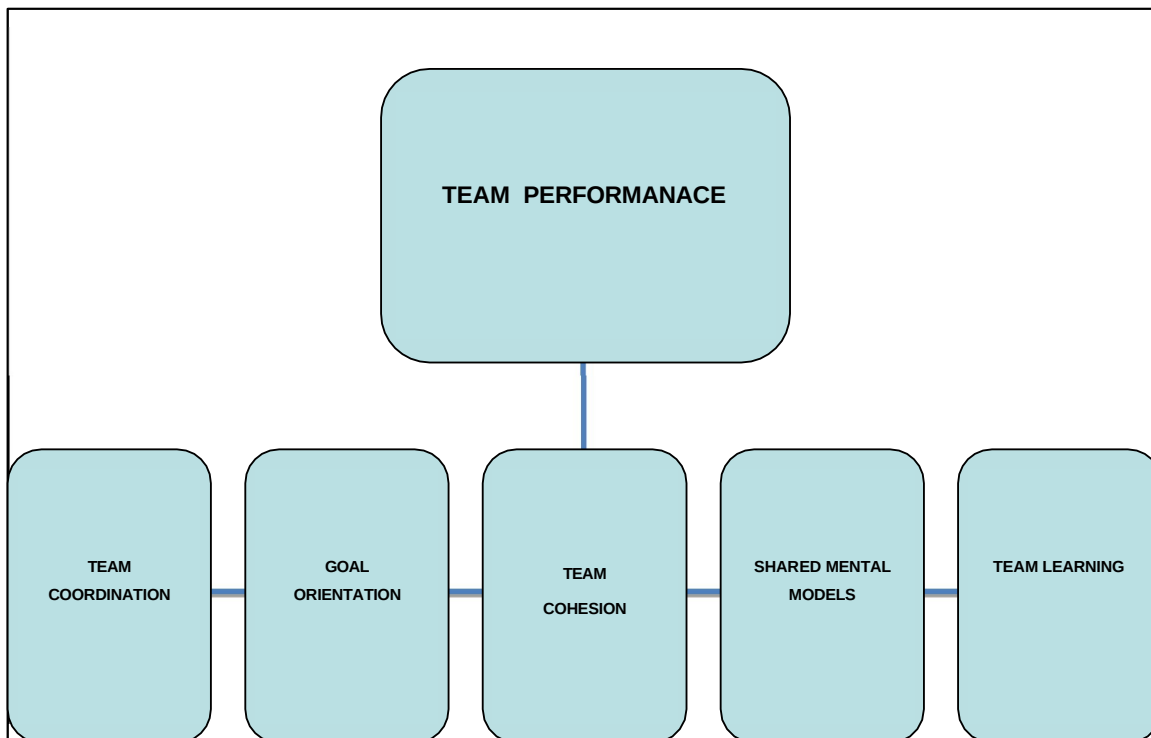 TEAM PERFORMANACE
TEAM
COORDINATION
GOAL
ORIENTATION
TEAM
COHESION
SHARED MENTAL
MODELS
TEAM LEARNING